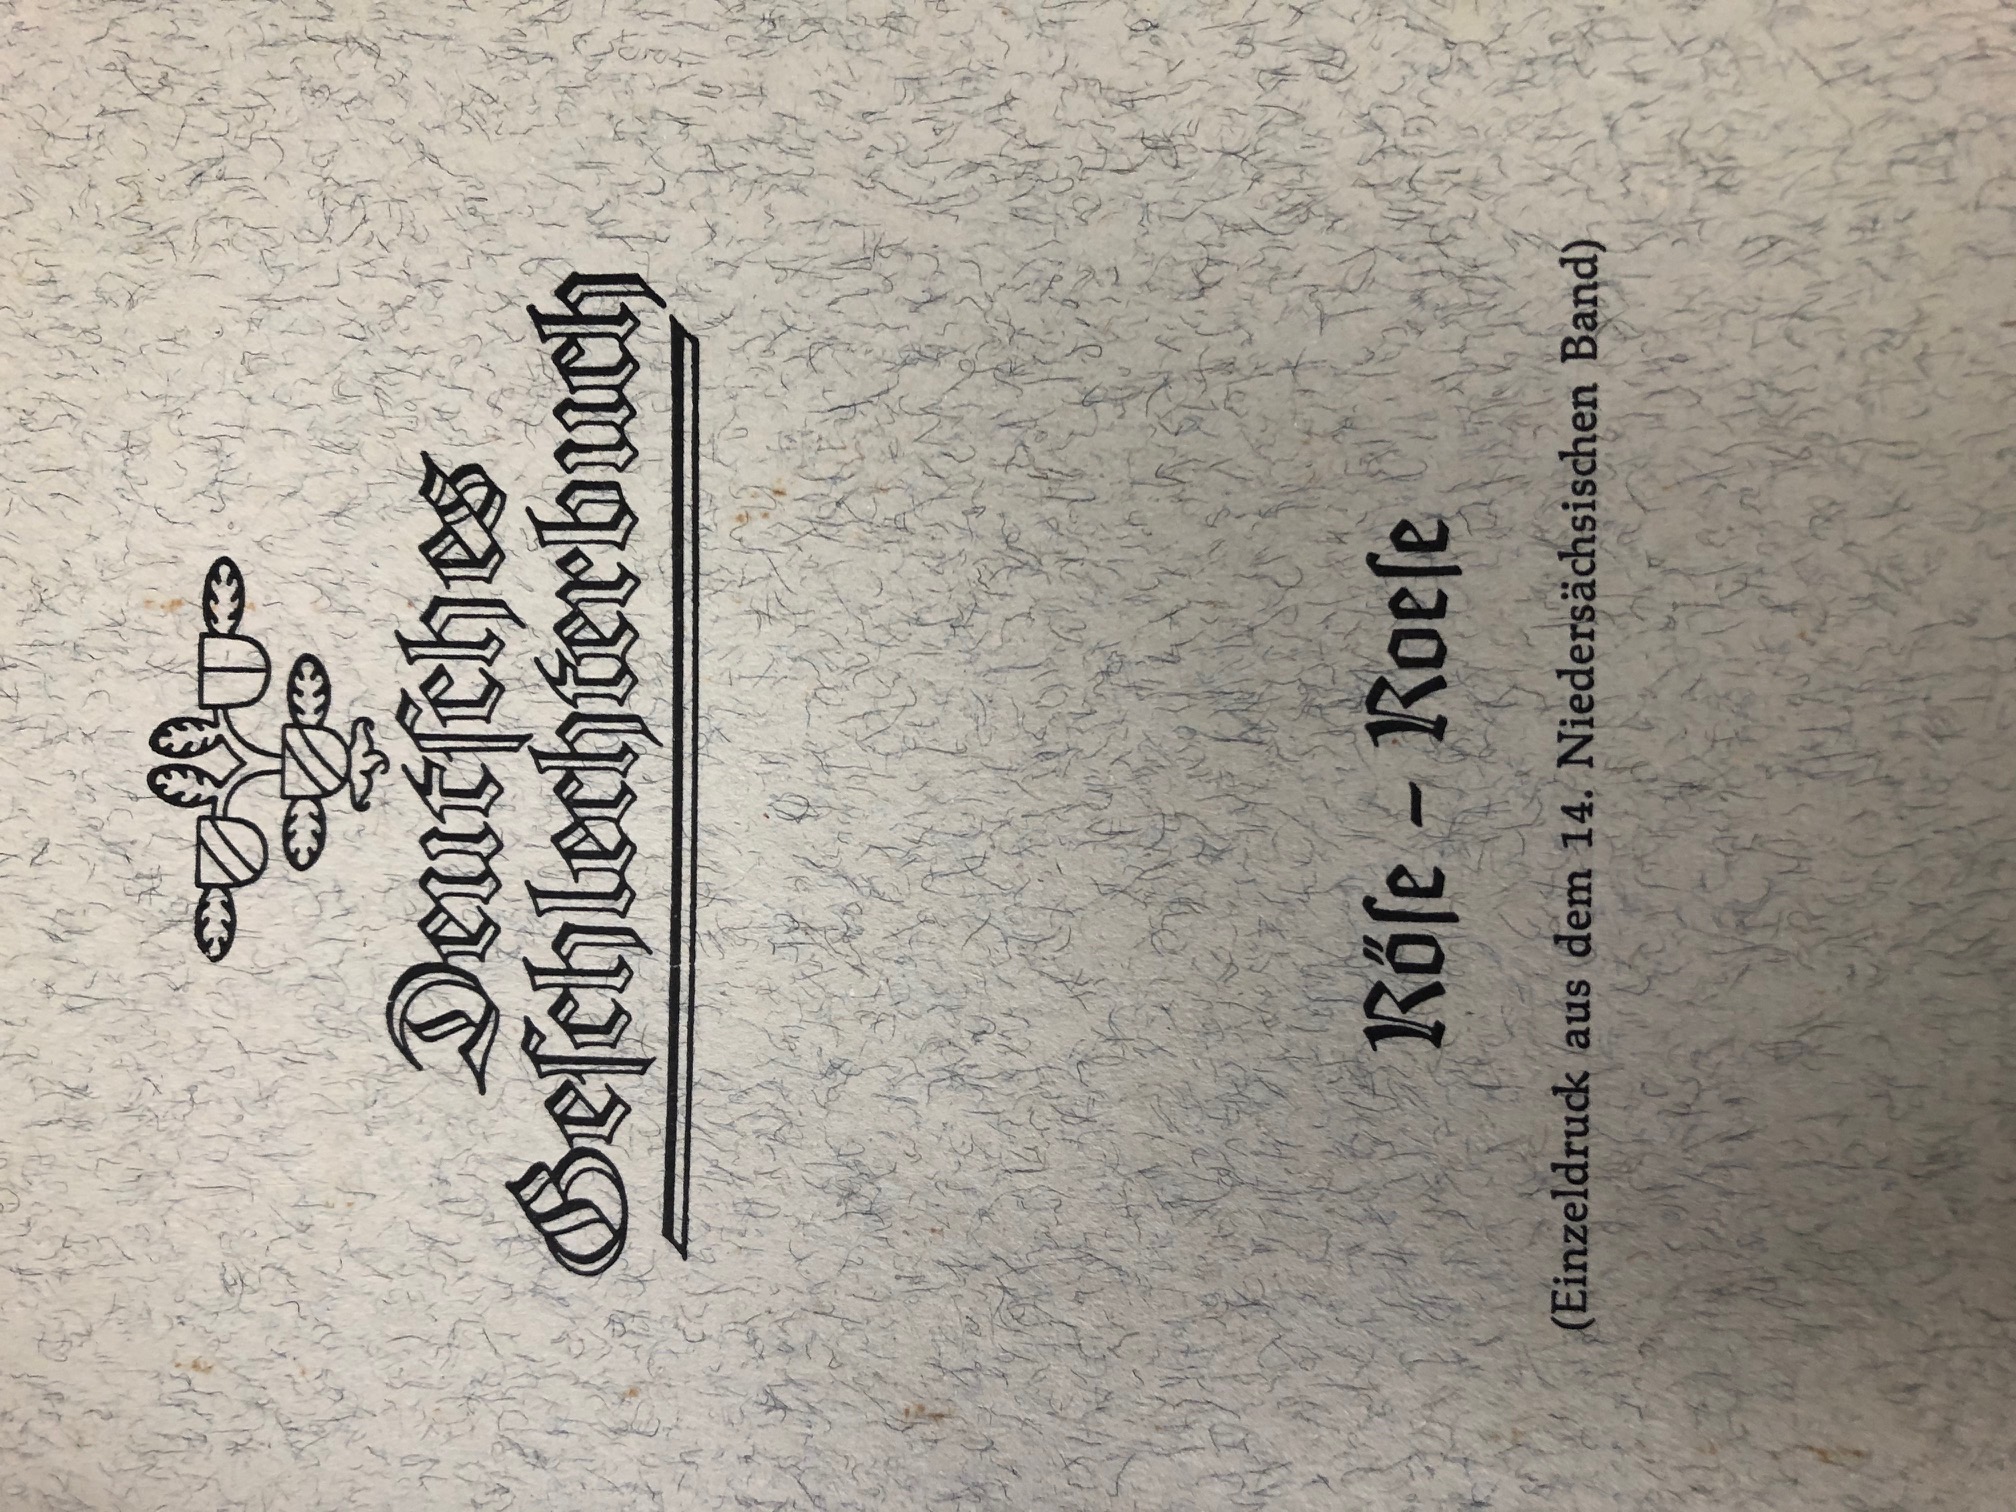 Deutſches
Geſchlechterbuch
Röſe - Roeſe
(Einzeldruck aus dem 14. Niedersächsischen Band)